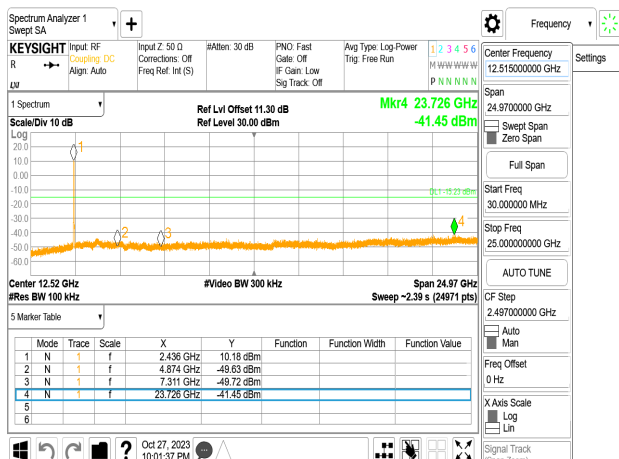 Spectrum Analyzer 1
Swept SA
Frequency
KEYSIGHT Input: RF Input Z: 50 Ω #Atten: 30 dB PNO: Fast Avg Type: Log-Power 1 2 3 4 5 6
R Coupling: DC Corrections: Off Gate: Off Trig: Free Run M W W W W W
Align: Auto Freq Ref: Int (S) IF Gain: Low
Sig Track: Off P N N N N N
LXI
1 Spectrum
Ref Lvl Offset 11.30 dB Mkr4 23.726 GHz
Scale/Div 10 dB Ref Level 30.00 dBm -41.45 dBm
Log
20.0
10.0
0.00
-10.0
-20.0
-30.0
-40.0
-50.0
-60.0
1
2
3
4
DL1 -15.23 dBm
Center 12.52 GHz #Video BW 300 kHz Span 24.97 GHz
#Res BW 100 kHz Sweep ~2.39 s (24971 pts)
5 Marker Table
Mode Trace Scale X Y Function Function Width Function Value
1 N 1 f 2.436 GHz 10.18 dBm
2 N 1 f 4.874 GHz -49.63 dBm
3 N 1 f 7.311 GHz -49.72 dBm
4 N 1 f 23.726 GHz -41.45 dBm
5
6
?
Oct 27, 2023
10:01:37 PM
Center Frequency
12.515000000 GHz
Settings
Span
24.9700000 GHz
Swept Span
Zero Span
Full Span
Start Freq
30.000000 MHz
Stop Freq
25.000000000 GHz
AUTO TUNE
CF Step
2.497000000 GHz
Auto
Man
Freq Offset
0 Hz
X Axis Scale
Log
Lin
Signal Track